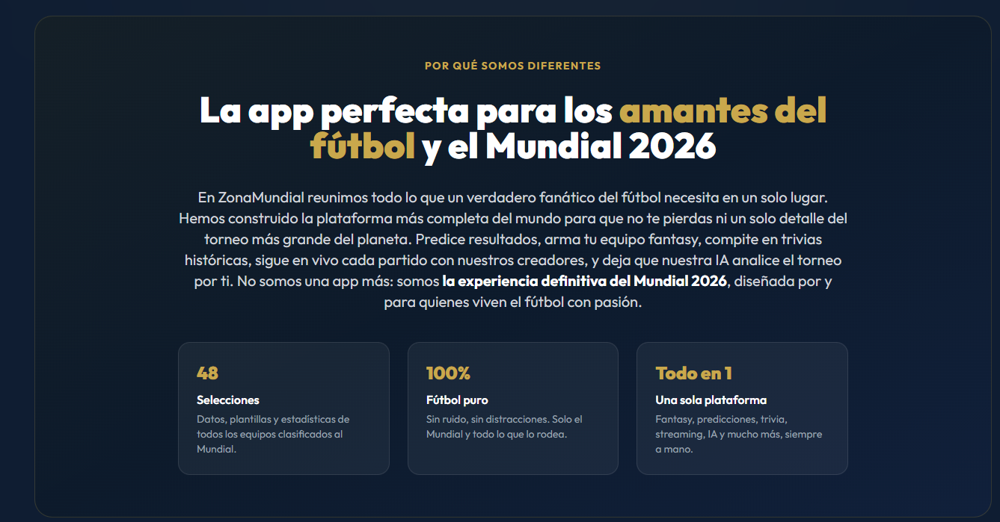 POR QUÉ SOMOS DIFERENTES
La app perfecta para los amantes del
fútbol y el Mundial 2026
En ZonaMundial reunimos todo lo que un verdadero fanático del fútbol necesita en un solo lugar.
Hemos construido la plataforma más completa del mundo para que no te pierdas ni un solo detalle del
torneo más grande del planeta. Predice resultados, arma tu equipo fantasy, compite en trivias
históricas, sigue en vivo cada partido con nuestros creadores, y deja que nuestra IA analice el torneo
por ti. No somos una app más: somos la experiencia definitiva del Mundial 2026, diseñada por y
para quienes viven el fútbol con pasión.
48
Selecciones
Datos, plantillas y estadísticas de
todos los equipos clasificados al
Mundial.
100%
Fútbol puro
Sin ruido, sin distracciones. Solo el
Mundial y todo lo que lo rodea.
Todo en 1
Una sola plataforma
Fantasy, predicciones, trivia,
streaming, IA y mucho más, siempre
a mano.